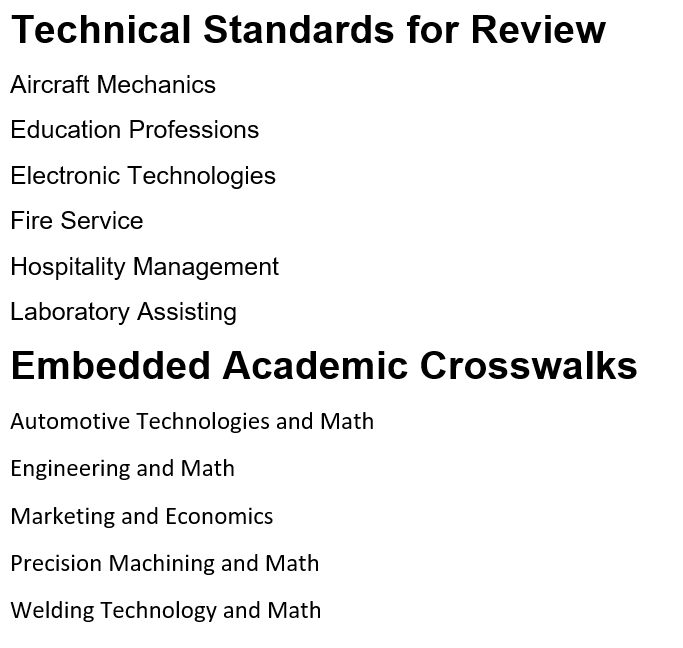 Technical Standards for Review
Aircraft Mechanics
Education Professions
Electronic Technologies
Fire Service
Hospitality Management
Laboratory Assisting
Embedded Academic Crosswalks
Automotive Technologies and Math
Engineering and Math
Marketing and Economics
Precision Machining and Math
Welding Technology and Math